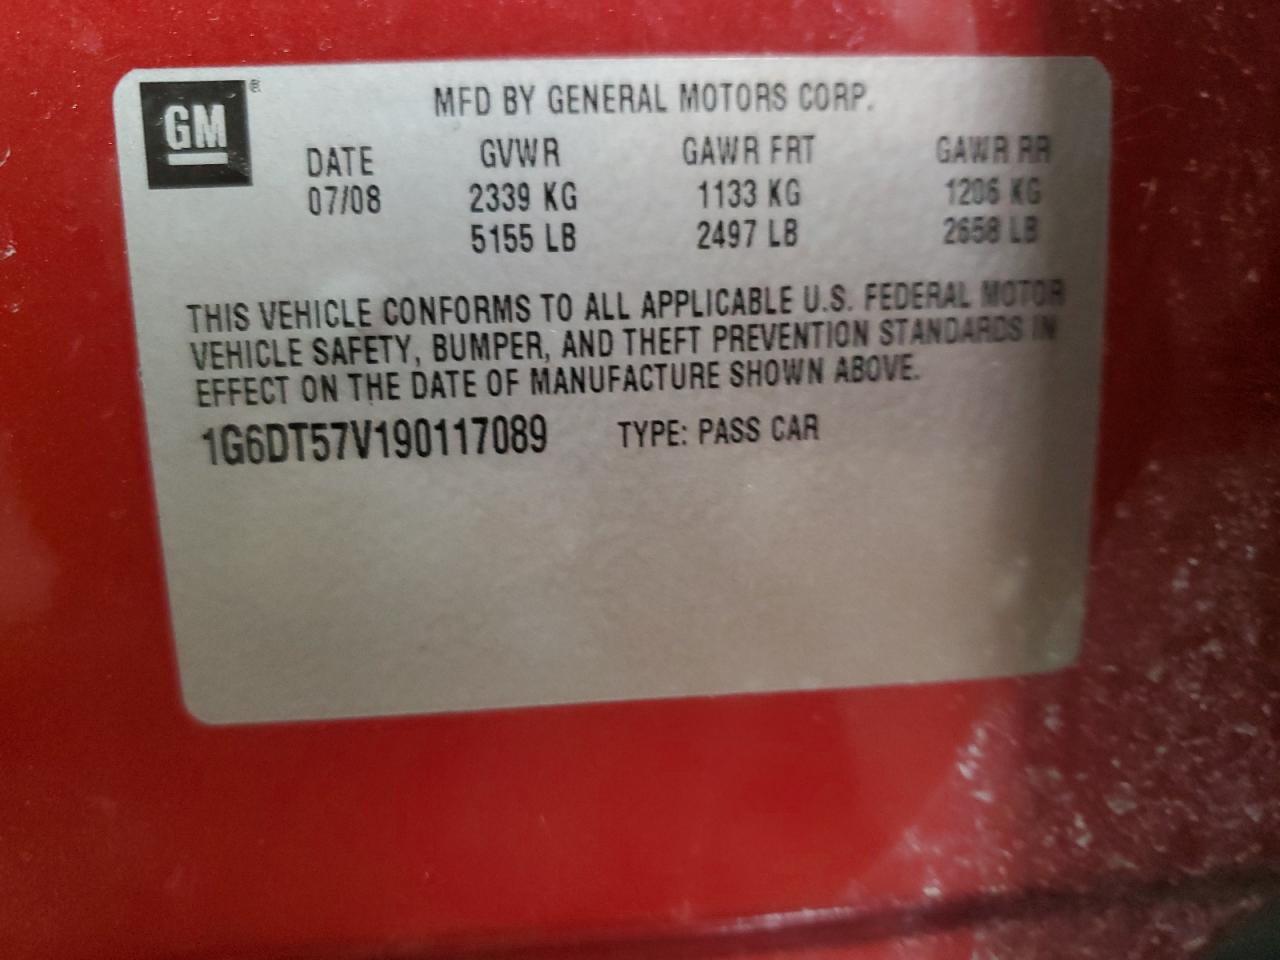 GM ®
MFD BY GENERAL MOTORS CORP.
DATE GVWR GAWR FRT GAWR RR
07/08 2339 KG 1133 KG 1206 KG
5155 LB 2497 LB 2658 LB
THIS VEHICLE CONFORMS TO ALL APPLICABLE U.S. FEDERAL MOTOR
VEHICLE SAFETY, BUMPER, AND THEFT PREVENTION STANDARDS IN
EFFECT ON THE DATE OF MANUFACTURE SHOWN ABOVE.
1G6DT57V190117089 TYPE: PASS CAR